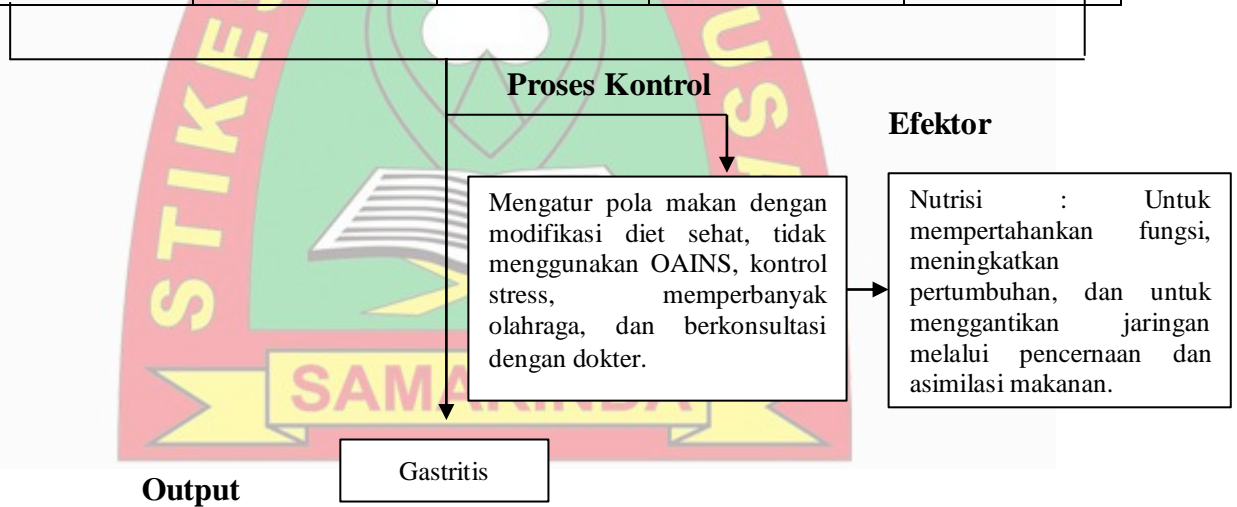 Proses Kontrol
Efektor
Mengatur pola makan dengan
modifikasi diet sehat, tidak
menggunakan OAINS, kontrol
stress, memperbanyak
olahraga, dan berkonsultasi
dengan dokter.
Nutrisi : Untuk
mempertahankan fungsi,
meningkatkan
pertumbuhan, dan untuk
menggantikan jaringan
melalui pencernaan dan
asimilasi makanan.
STIKES
SAMARINDA
Gastritis
Output